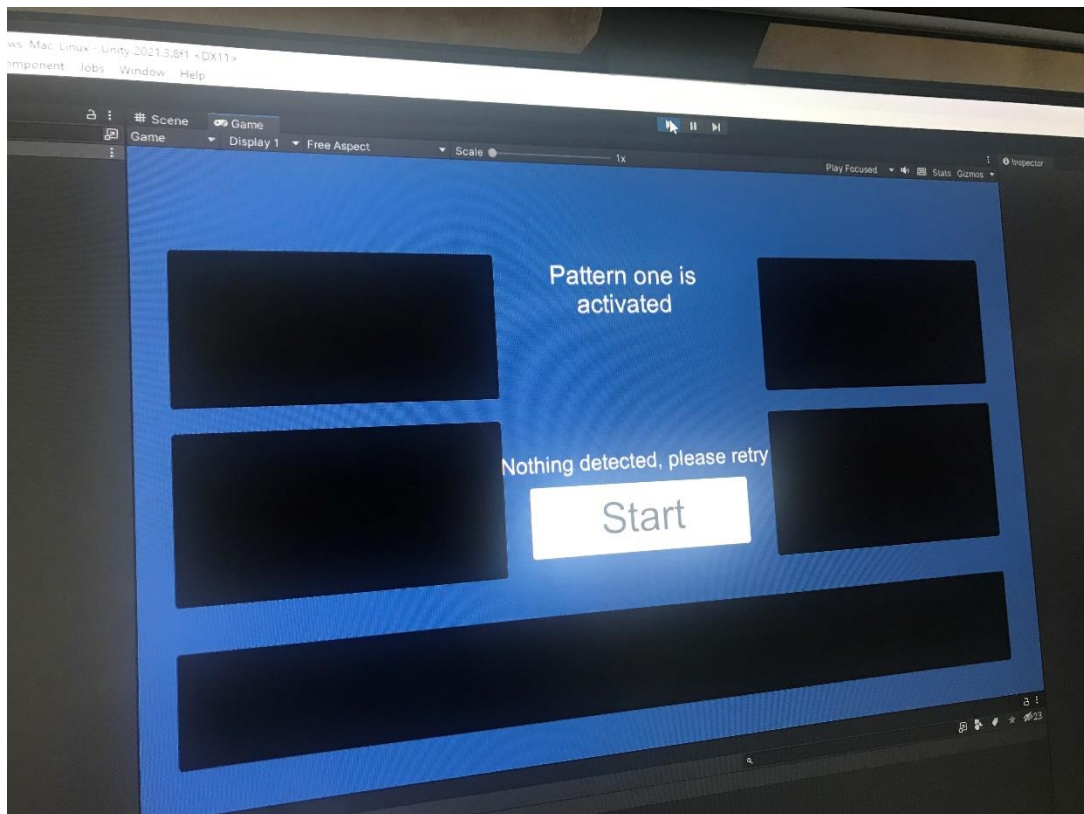 ws, Mac, Linux - Unity 2021.3.8f1 <DX11>
omponent Jobs Window Help
# Scene Game
Game Display 1 Free Aspect Scale 1x
Play Focused Stats Gizmos
Inspector
Pattern one is
activated
Nothing detected, please retry
Start
23